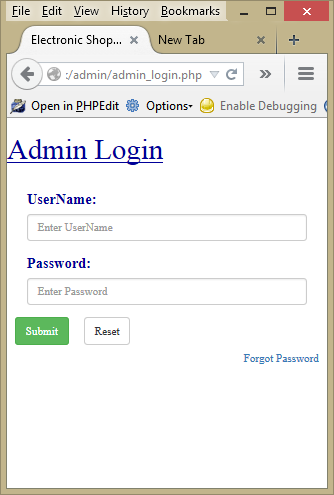 File Edit View History Bookmarks
Electronic Shop... New Tab
:/admin/admin_login.php
Open in PHPEdit Options Enable Debugging
Admin Login
UserName:
Enter UserName
Password:
Enter Password
Submit Reset
Forgot Password